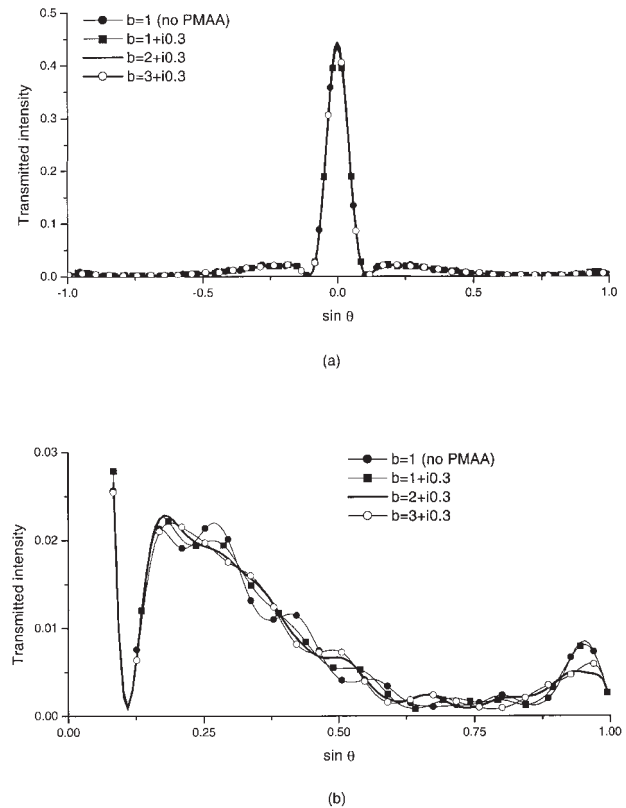 b=1 (no PMAA)
b=1+i0.3
b=2+i0.3
b=3+i0.3
Transmitted intensity
0.5
0.4
0.3
0.2
0.1
0.0
-1.0 -0.5 0.0 0.5 1.0
sin θ
(a)
b=1 (no PMAA)
b=1+i0.3
b=2+i0.3
b=3+i0.3
Transmitted intensity
0.03
0.02
0.01
0.00
0.00 0.25 0.50 0.75 1.00
sin θ
(b)